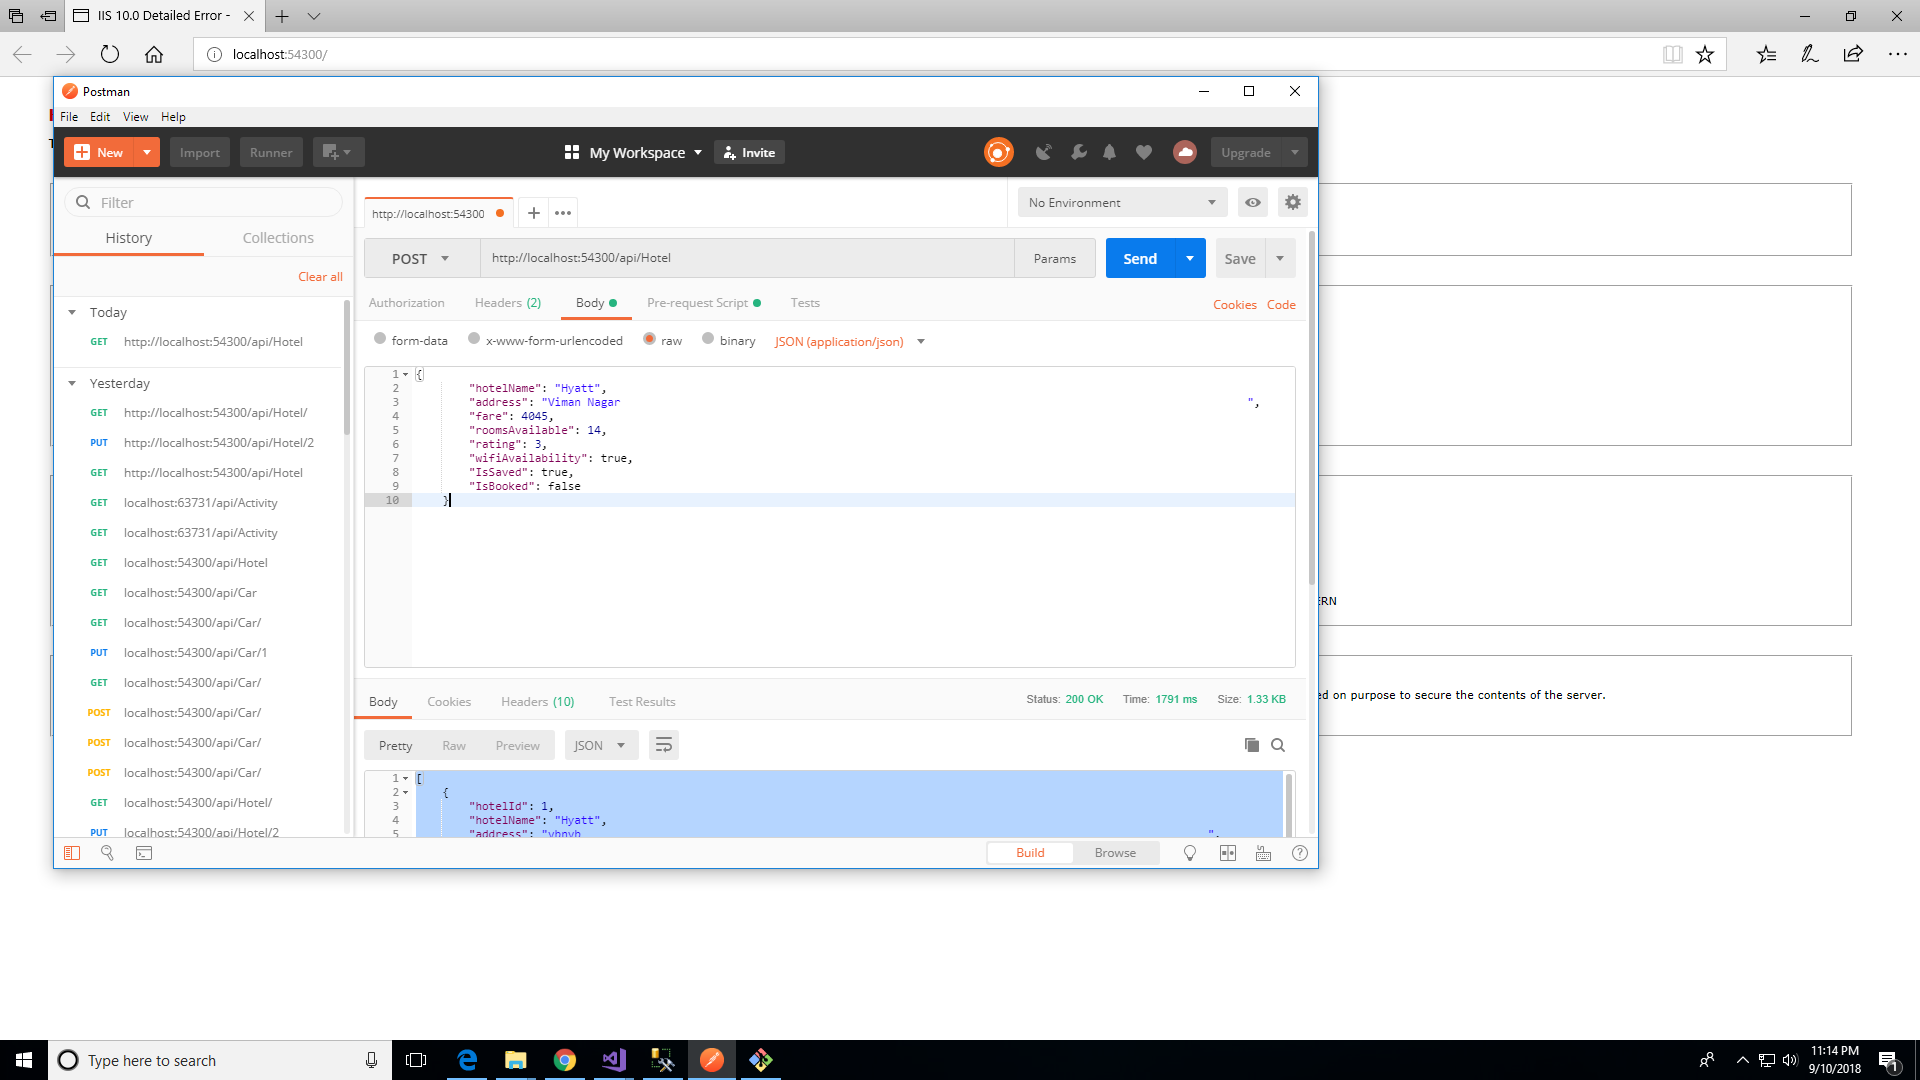 IIS 10.0 Detailed Error -
localhost:54300/
Postman
File Edit View Help
New Import Runner My Workspace Invite Upgrade
Filter
History Collections
Clear all
Today
GET http://localhost:54300/api/Hotel
Yesterday
GET http://localhost:54300/api/Hotel/
PUT http://localhost:54300/api/Hotel/2
GET http://localhost:54300/api/Hotel
GET localhost:63731/api/Activity
GET localhost:63731/api/Activity
GET localhost:54300/api/Hotel
GET localhost:54300/api/Car
GET localhost:54300/api/Car/
PUT localhost:54300/api/Car/1
GET localhost:54300/api/Car/
POST localhost:54300/api/Car/
POST localhost:54300/api/Car/
POST localhost:54300/api/Car/
GET localhost:54300/api/Hotel/
PUT localhost:54300/api/Hotel/2
http://localhost:54300 + •••
No Environment
POST http://localhost:54300/api/Hotel Params Send Save
Authorization Headers (2) Body Pre-request Script Tests Cookies Code
form-data x-www-form-urlencoded raw binary JSON (application/json)
1 {
2 "hotelName": "Hyatt",
3 "address": "Viman Nagar ",
4 "fare": 4045,
5 "roomsAvailable": 14,
6 "rating": 3,
7 "wifiAvailability": true,
8 "IsSaved": true,
9 "IsBooked": false
10 }
Body Cookies Headers (10) Test Results Status: 200 OK Time: 1791 ms Size: 1.33 KB
Pretty Raw Preview JSON
1 [
2 {
3 "hotelId": 1,
4 "hotelName": "Hyatt",
5 "address":
Build Browse
ERN
ed on purpose to secure the contents of the server.
Type here to search
11:14 PM
9/10/2018
1